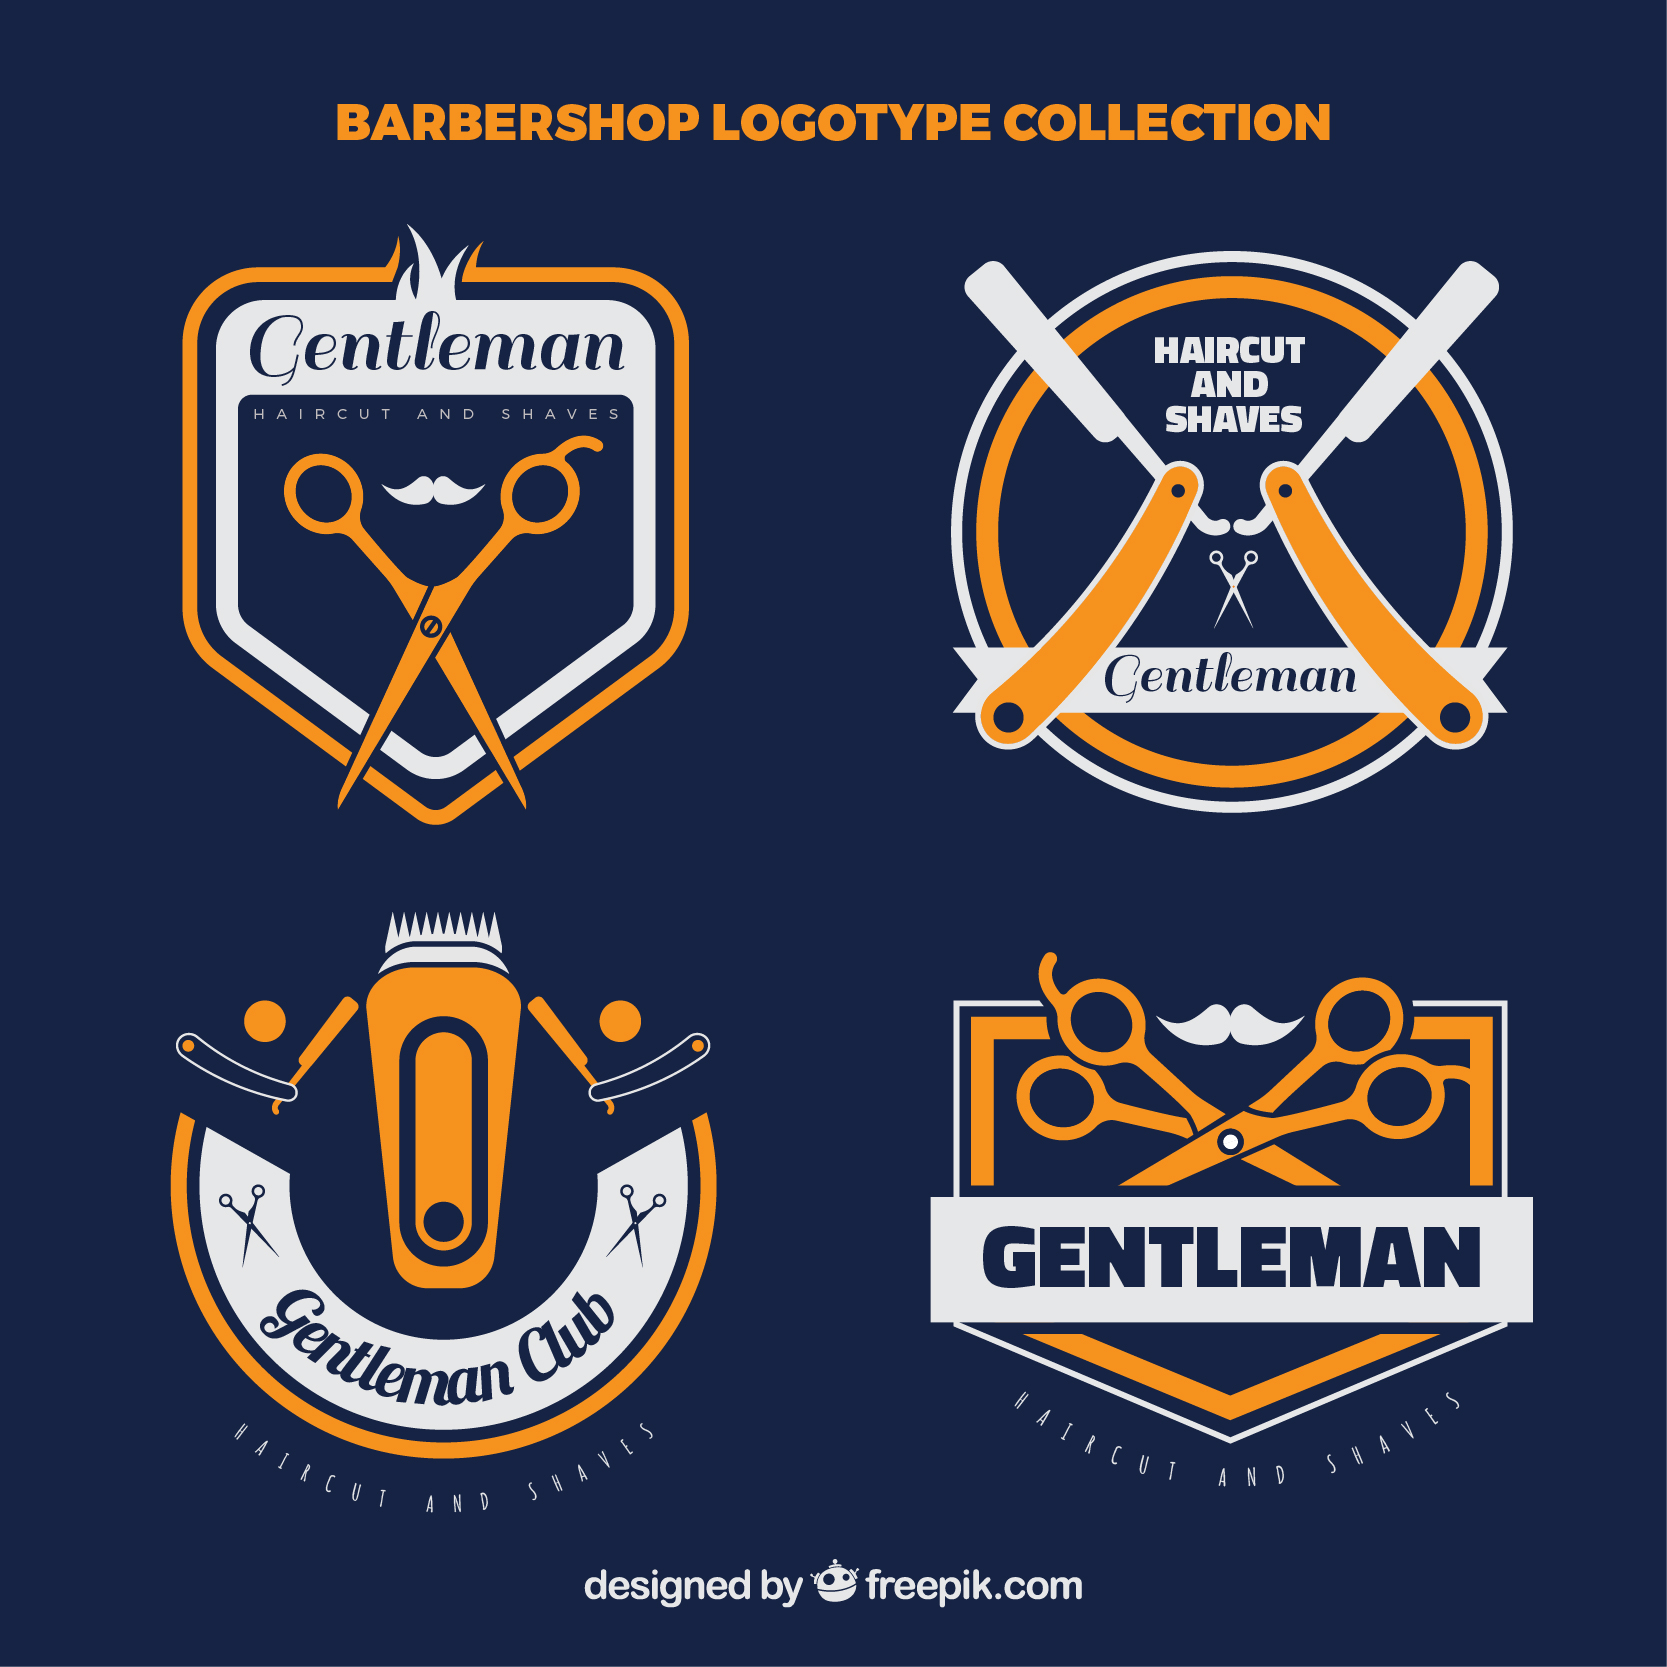 BARBERSHOP LOGOTYPE COLLECTION
Gentleman
HAIRCUT AND SHAVES
HAIRCUT
AND
SHAVES
Gentleman
Gentleman Club
HAIRCUT AND SHAVES
GENTLEMAN
HAIRCUT AND SHAVES
designed by freepik.com